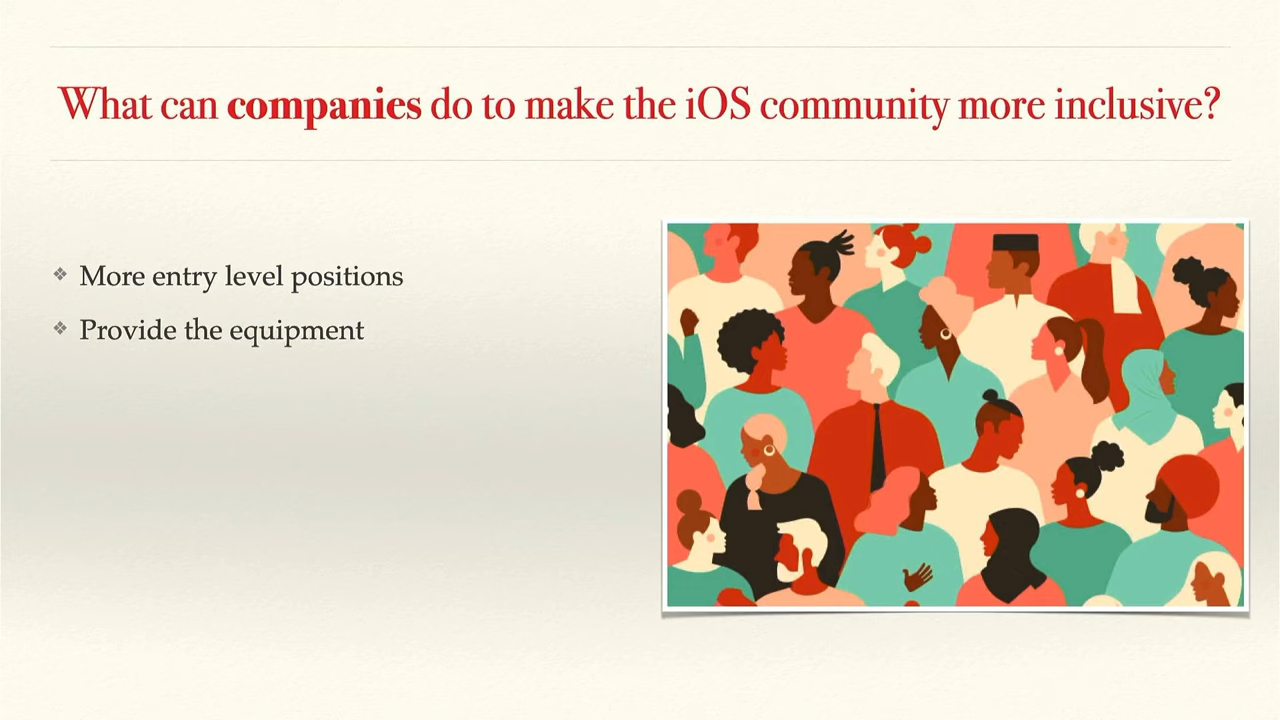 What can companies do to make the iOS community more inclusive?
More entry level positions
Provide the equipment